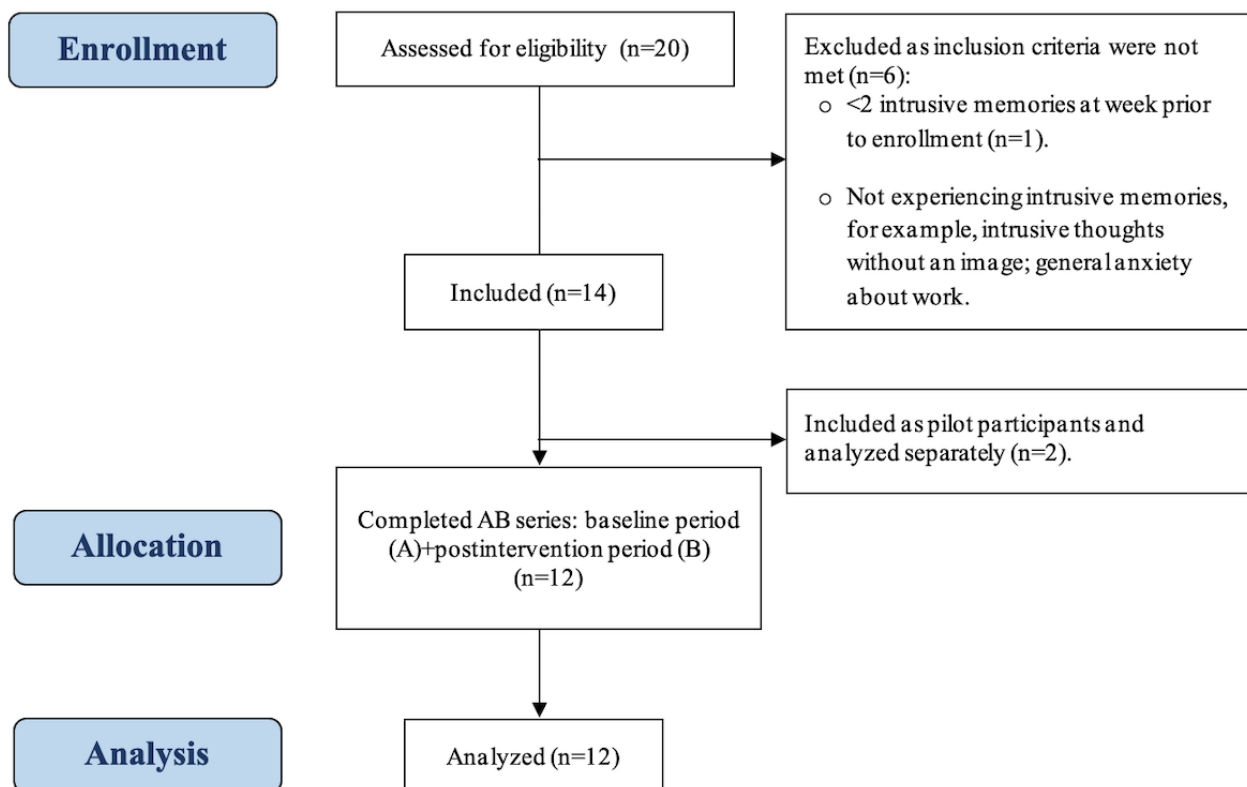 Enrollment
Assessed for eligibility (n=20)
Excluded as inclusion criteria were not
met (n=6):
o <2 intrusive memories at week prior
to enrollment (n=1).
o Not experiencing intrusive memories,
for example, intrusive thoughts
without an image; general anxiety
about work.
Included (n=14)
Included as pilot participants and
analyzed separately (n=2).
Allocation
Completed AB series: baseline period
(A)+postintervention period (B)
(n=12)
Analysis
Analyzed (n=12)